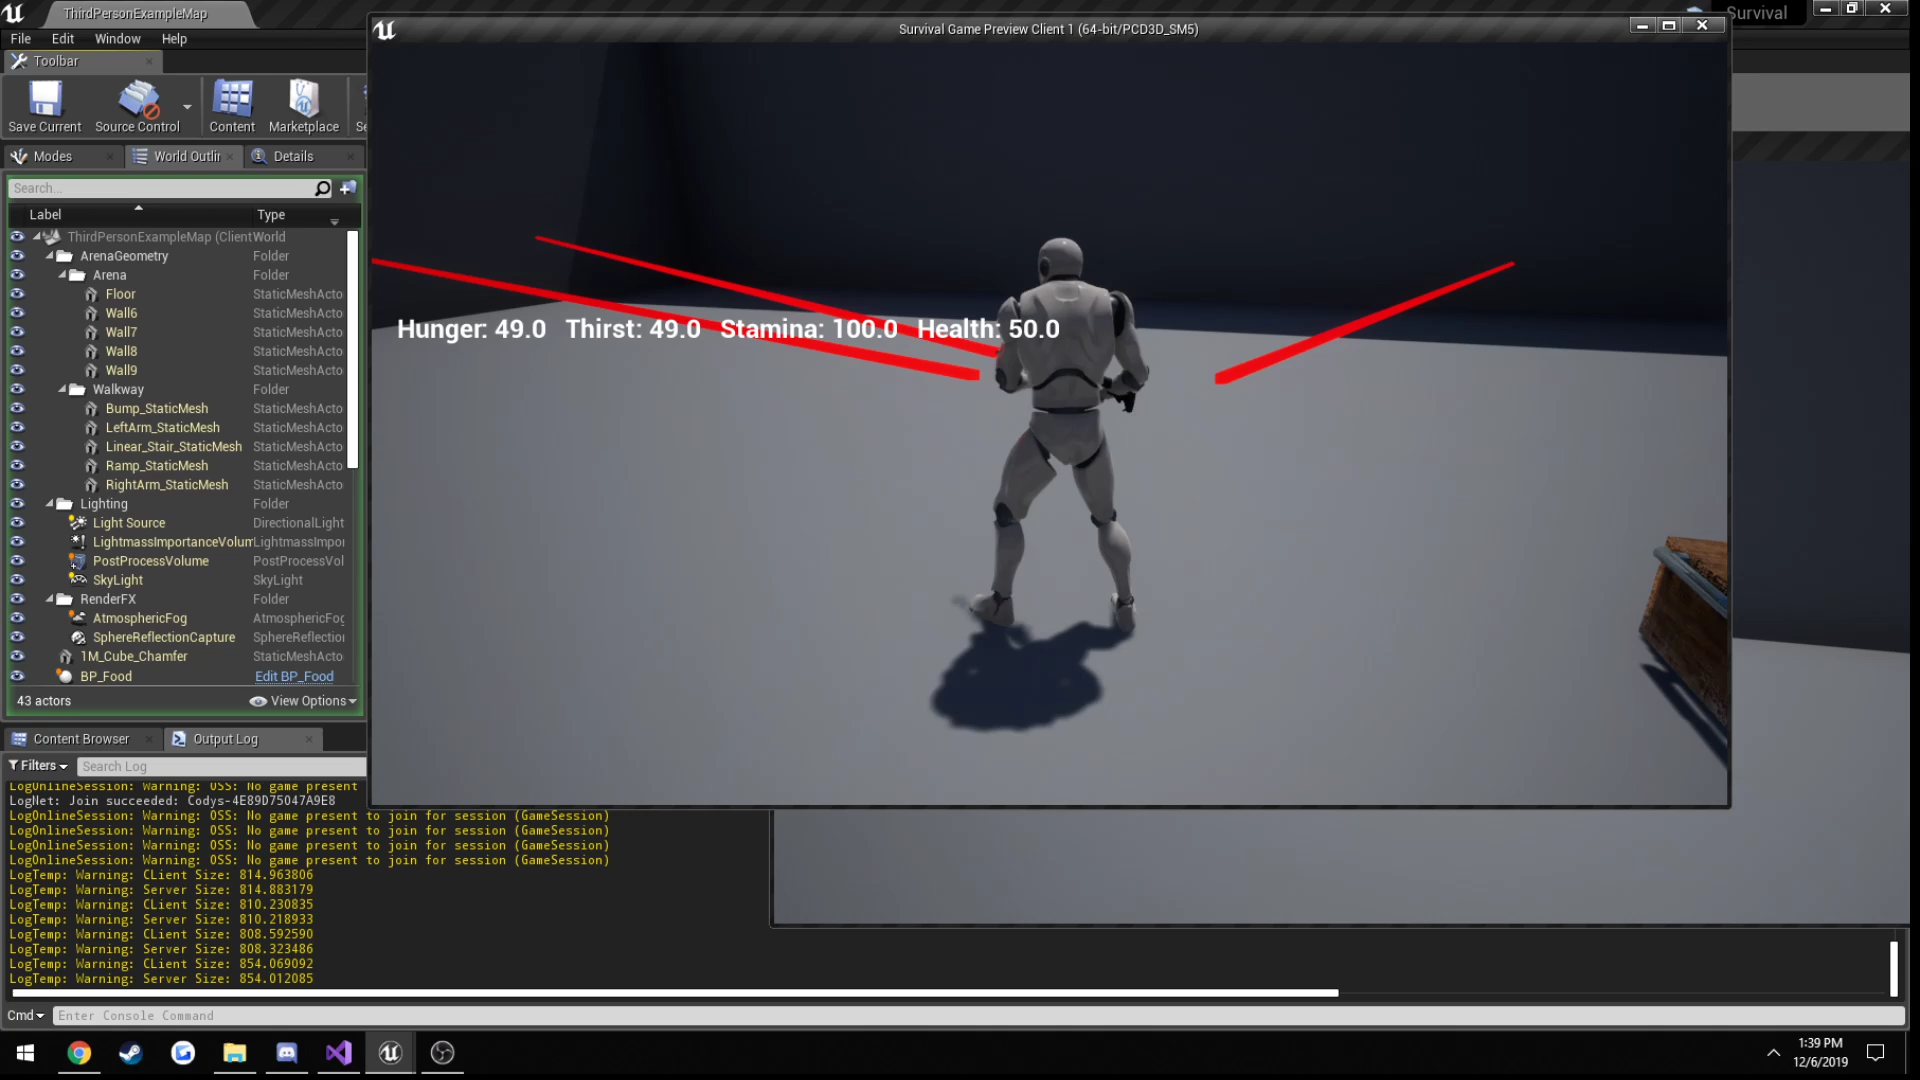 ThirdPersonExampleMap
Survival
File Edit Window Help
Survival Game Preview Client 1 (64-bit/PCD3D_SM5)
Toolbar
Save Current Source Control Content Marketplace
Modes World Outlir Details
Search...
Label Type
ThirdPersonExampleMap (Client World
ArenaGeometry Folder
Arena Folder
Floor StaticMeshActo
Wall6 StaticMeshActo
Wall7 StaticMeshActo
Wall8 StaticMeshActo
Wall9 StaticMeshActo
Walkway Folder
Bump_StaticMesh StaticMeshActo
LeftArm_StaticMesh StaticMeshActo
Linear_Stair_StaticMesh StaticMeshActo
Ramp_StaticMesh StaticMeshActo
RightArm_StaticMesh StaticMeshActo
Lighting Folder
Light Source DirectionalLight
LightmassImportanceVolum LightmassImpor
PostProcessVolume PostProcessVol
SkyLight SkyLight
RenderFX Folder
AtmosphericFog AtmosphericFog
SphereReflectionCapture SphereReflection
1M_Cube_Chamfer StaticMeshActo
BP_Food Edit BP_Food
43 actors View Options
Hunger: 49.0 Thirst: 49.0 Stamina: 100.0 Health: 50.0
Content Browser Output Log
Filters Search Log
LogOnlineSession: Warning: OSS: No game present
LogNet: Join succeeded: Codys-4E89D75047A9E8
LogOnlineSession: Warning: OSS: No game present to join for session (GameSession)
LogOnlineSession: Warning: OSS: No game present to join for session (GameSession)
LogOnlineSession: Warning: OSS: No game present to join for session (GameSession)
LogOnlineSession: Warning: OSS: No game present to join for session (GameSession)
LogTemp: Warning: CLient Size: 814.963806
LogTemp: Warning: Server Size: 814.883179
LogTemp: Warning: CLient Size: 810.230835
LogTemp: Warning: Server Size: 810.218933
LogTemp: Warning: CLient Size: 808.592590
LogTemp: Warning: Server Size: 808.323486
LogTemp: Warning: CLient Size: 854.069092
LogTemp: Warning: Server Size: 854.012085
Cmd Enter Console Command
1:39 PM
12/6/2019